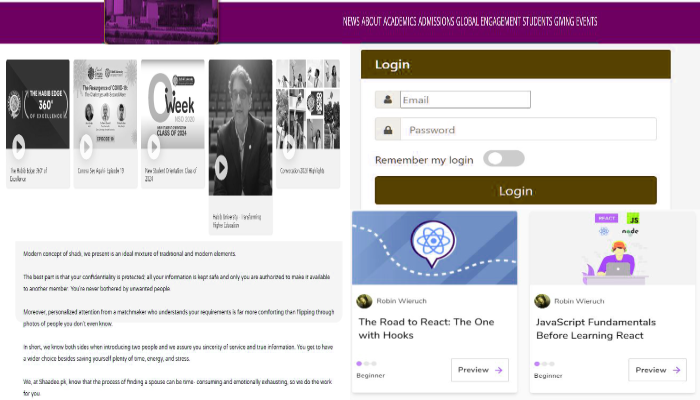 NEWS ABOUT ACADEMICS ADMISSIONS GLOBAL ENGAGEMENT STUDENTS GIVING EVENTS
THE HABIB EDGE
360°
OF EXCELLENCE
The Resurgence of COVID-19:
Week
NSO 2020
CLASS OF 2024
The Habib Edge: 360° of
Excellence
Corona See Again - Episode 19
New Student Orientation: Class of
2024
Habib University - Transforming
Higher Education
Convocation 2020 Highlights
Login
Email
Password
Remember my login
Login
Modern concept of shadi, we present is an ideal mixture of traditional and modern elements.
The best part is that your confidentiality is protected; all your information is kept safe and only you are authorized to make it available
to another member. You're never bothered by unwanted people.
Moreover, personalized attention from a matchmaker who understands your requirements is far more comforting than flipping through
photos of people you don't even know.
In short, we know both sides when introducing two people and we assure you sincerity of service and true information. You get to have
a wider choice besides saving yourself plenty of time, energy, and stress.
We, at Shaadee.pk, know that the process of finding a spouse can be time- consuming and emotionally exhausting, so we do the work
for you.
Robin Wieruch
The Road to React: The One
with Hooks
Beginner
Preview
REACT
JS
node
Robin Wieruch
JavaScript Fundamentals
Before Learning React
Beginner
Preview